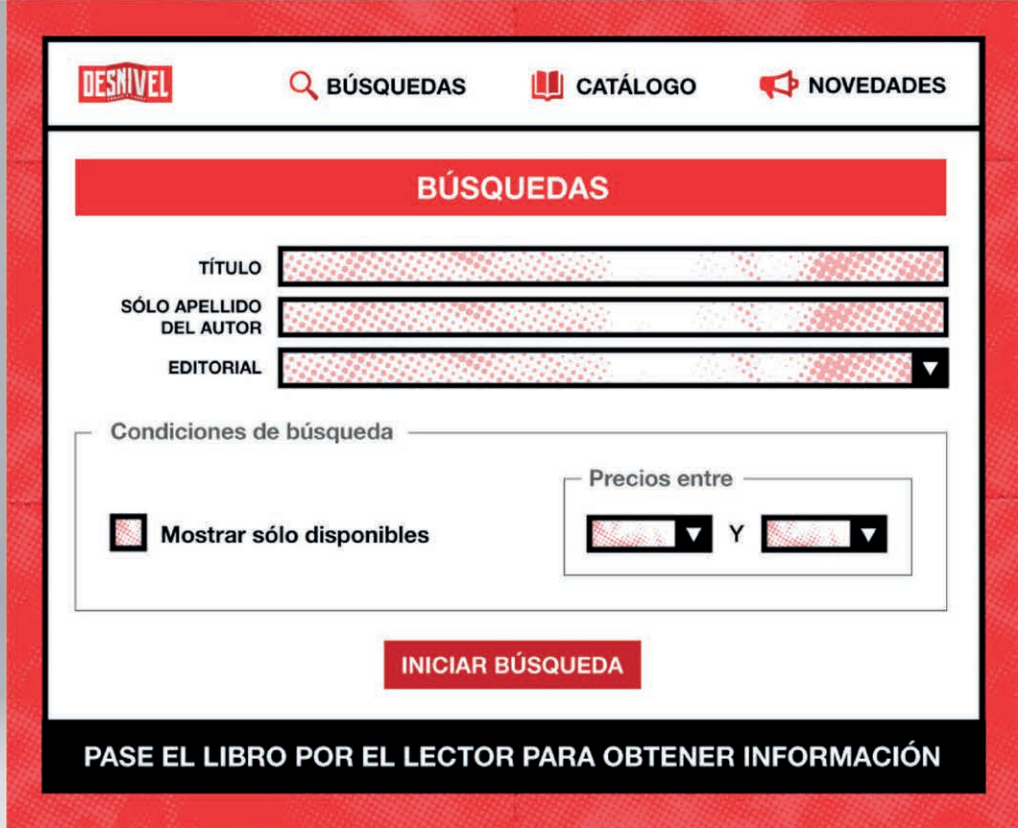 DESNIVEL
BÚSQUEDAS
CATÁLOGO
NOVEDADES
BÚSQUEDAS
TÍTULO
SÓLO APELLIDO
DEL AUTOR
EDITORIAL
Condiciones de búsqueda
Mostrar sólo disponibles
Precios entre
Y
INICIAR BÚSQUEDA
PASE EL LIBRO POR EL LECTOR PARA OBTENER INFORMACIÓN